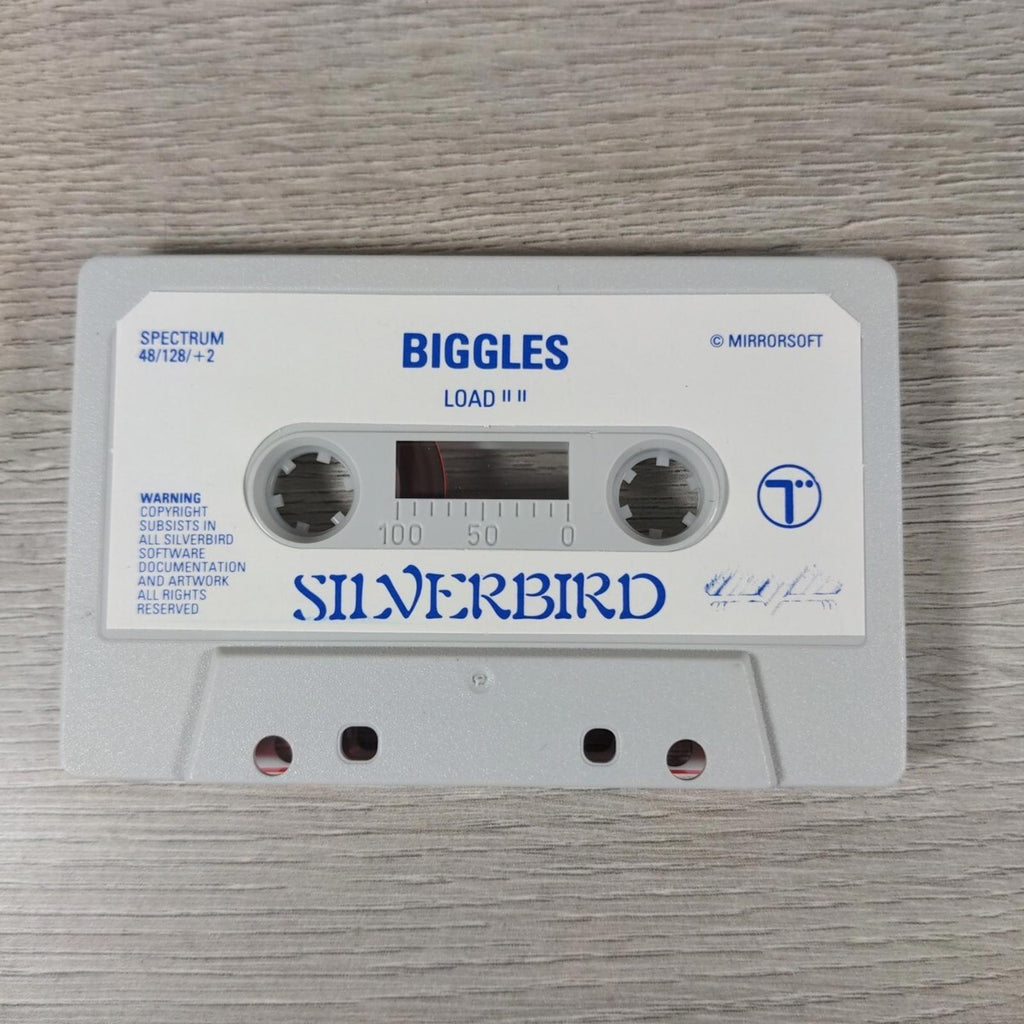 SPECTRUM
48/128/+2
BIGGLES
LOAD " "
© MIRRORSOFT
100 50 0
WARNING
COPYRIGHT
SUBSISTS IN
ALL SILVERBIRD
SOFTWARE
DOCUMENTATION
AND ARTWORK
ALL RIGHTS
RESERVED
SILVERBIRD